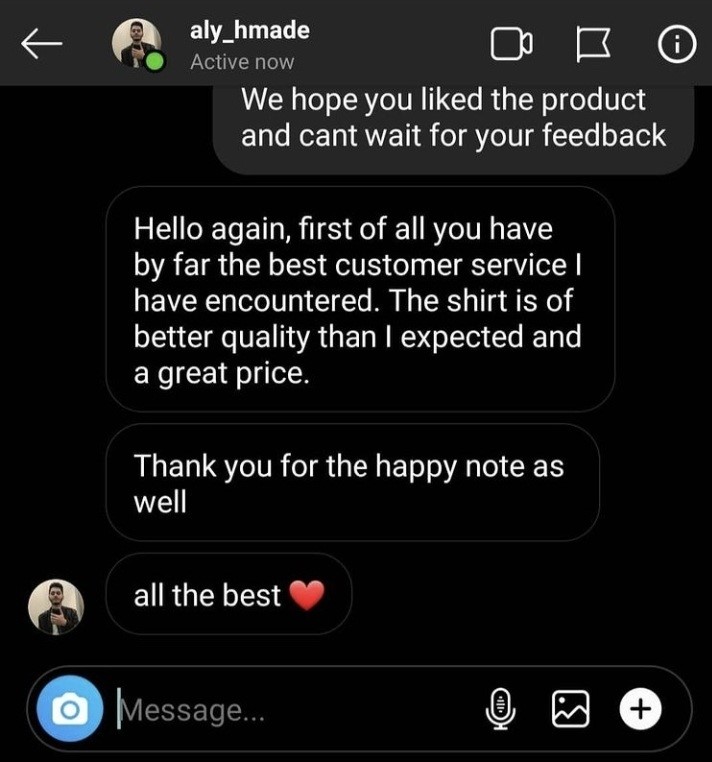 aly_hmade
Active now
We hope you liked the product
and cant wait for your feedback
Hello again, first of all you have
by far the best customer service I
have encountered. The shirt is of
better quality than I expected and
a great price.
Thank you for the happy note as
well
all the best ❤️
Message...